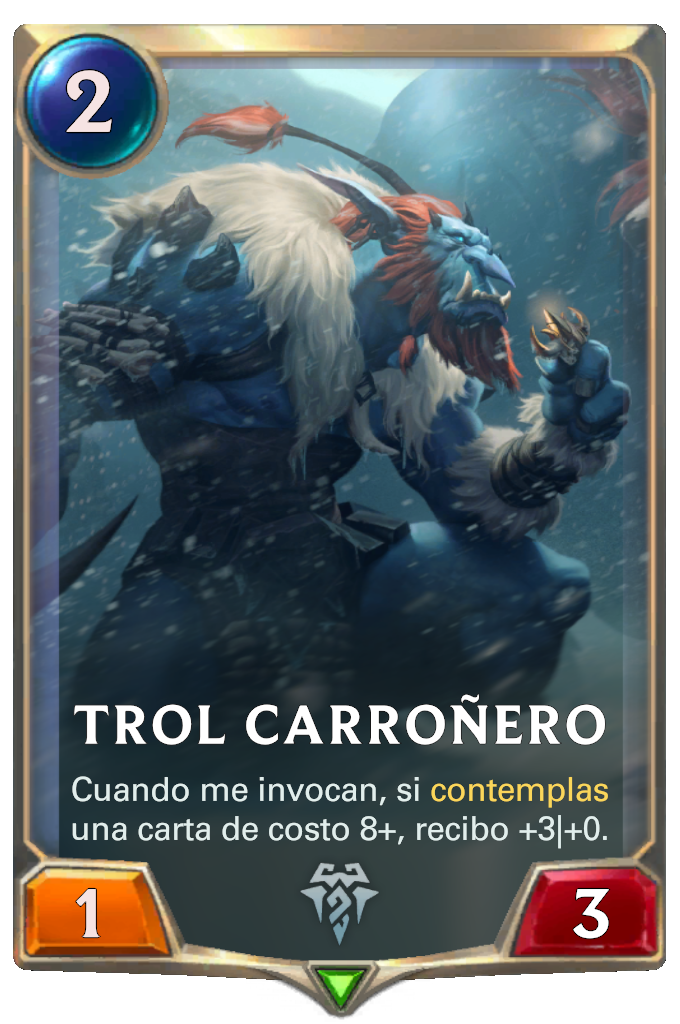 2
TROL CARROÑERO
Cuando me invocan, si contemplas
una carta de costo 8+, recibo +3|+0.
1
3